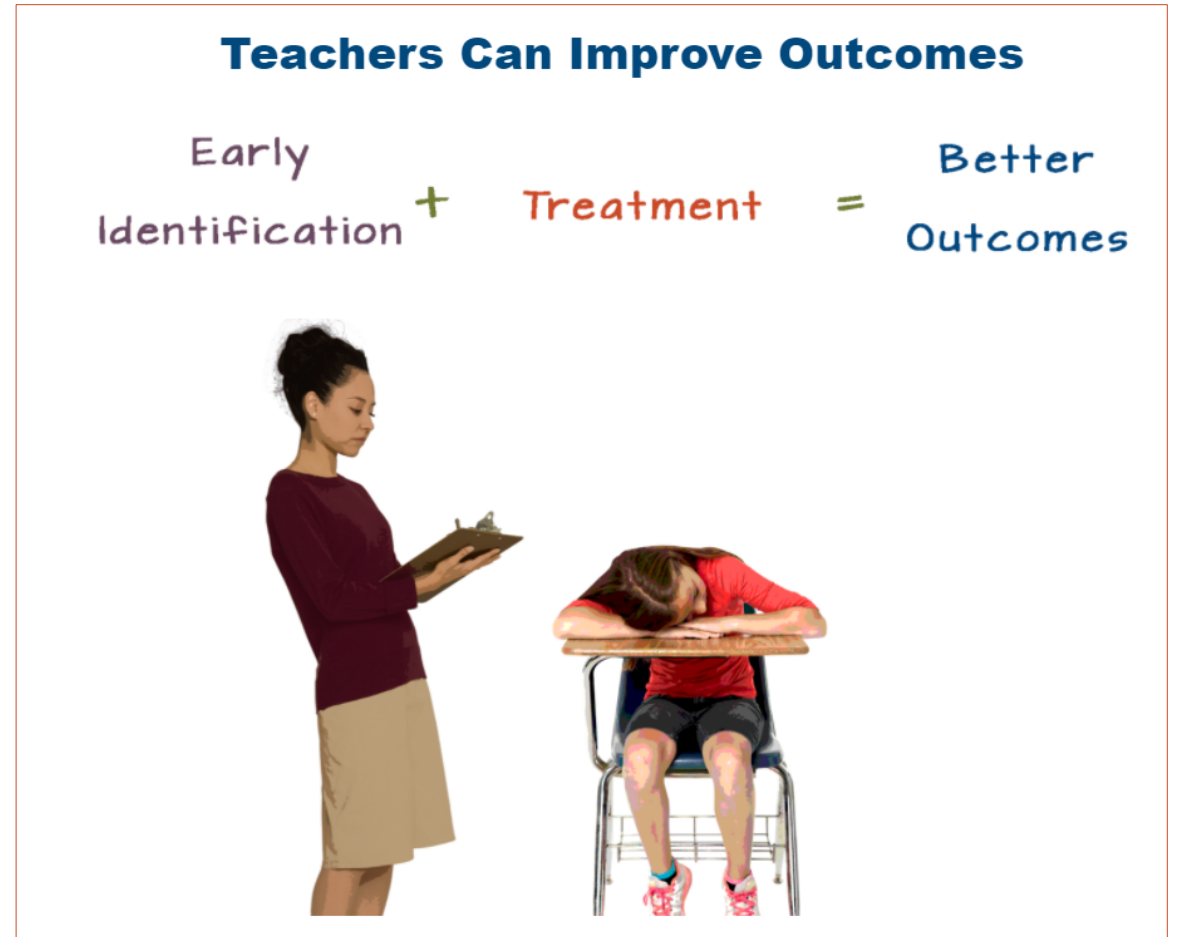 Teachers Can Improve Outcomes
Early
Identification
+
Treatment
=
Better
Outcomes